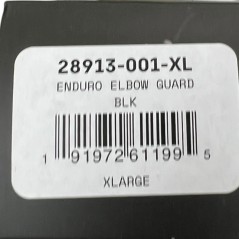 28913-001-XL
ENDURO ELBOW GUARD
BLK
1 91972 61199 5
XLARGE